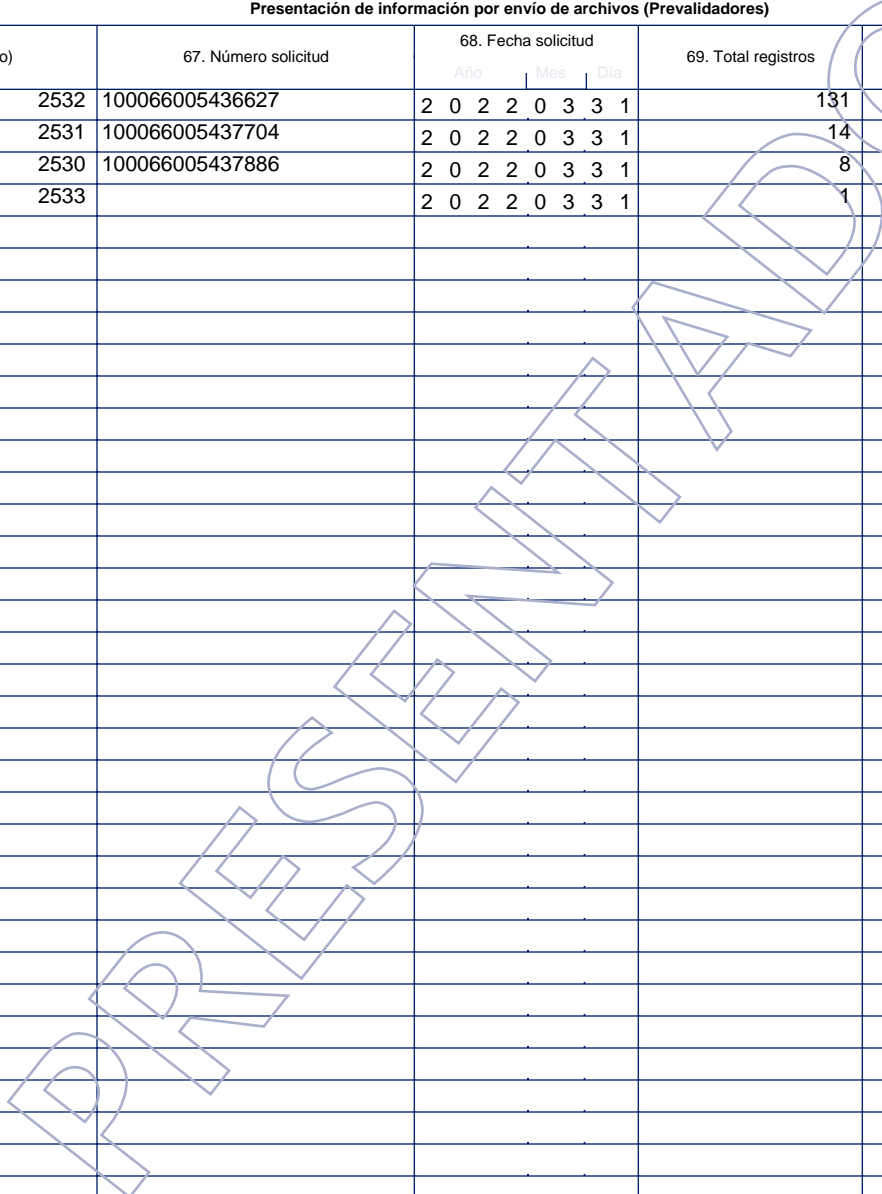 Presentación de información por envío de archivos (Prevalidadores)
o) 67. Número solicitud 68. Fecha solicitud 69. Total registros
Año Mes Día
2532 100066005436627 2 0 2 2 0 3 3 1 131
2531 100066005437704 2 0 2 2 0 3 3 1 14
2530 100066005437886 2 0 2 2 0 3 3 1 8
2533 2 0 2 2 0 3 3 1 1
PRESENTADO